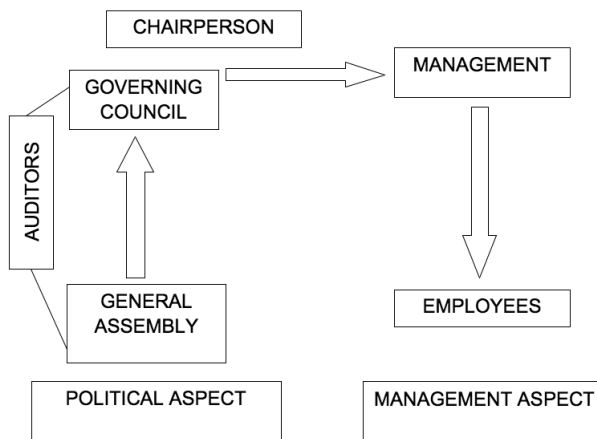 CHAIRPERSON
GOVERNING
COUNCIL
MANAGEMENT
AUDITORS
GENERAL
ASSEMBLY
EMPLOYEES
POLITICAL ASPECT
MANAGEMENT ASPECT